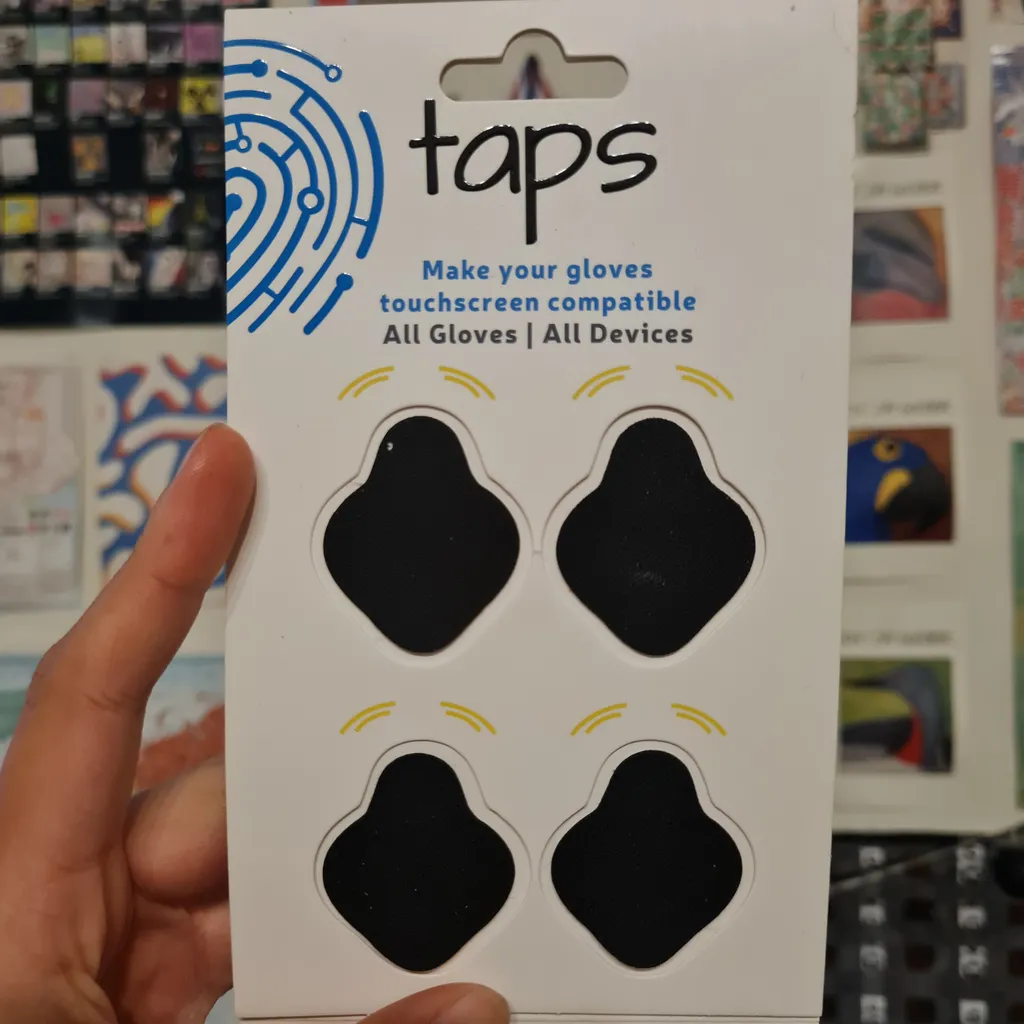 taps
Make your gloves
touchscreen compatible
All Gloves | All Devices